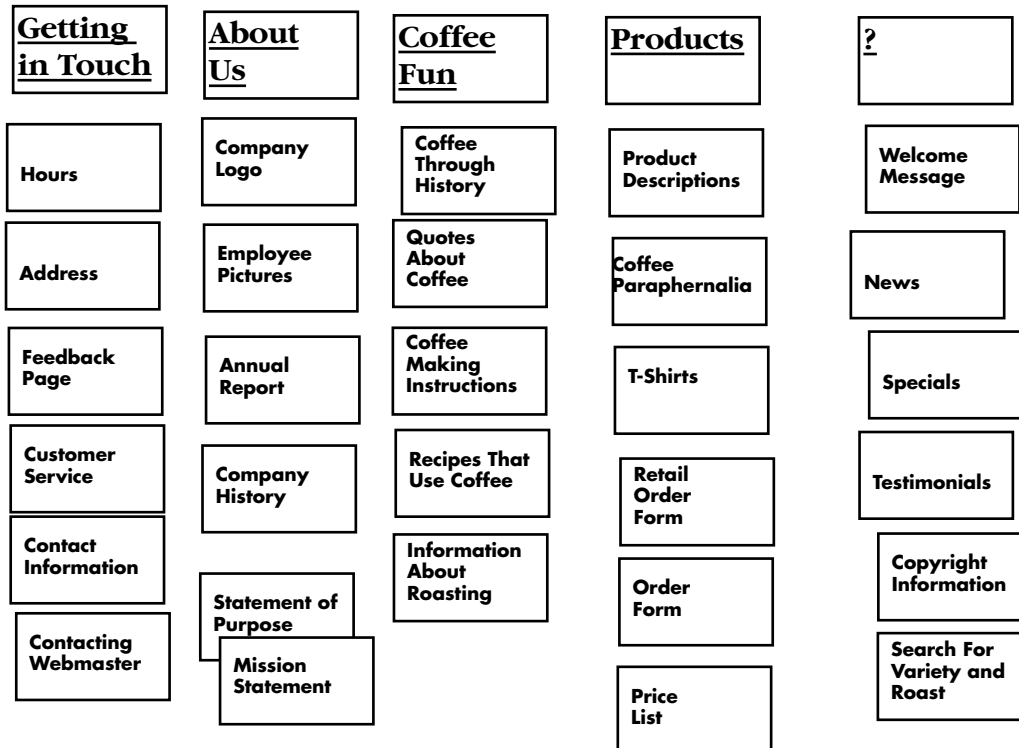 Getting
in Touch
Hours
Address
Feedback
Page
Customer
Service
Contact
Information
Contacting
Webmaster
About
Us
Company
Logo
Employee
Pictures
Annual
Report
Company
History
Statement of
Purpose
Mission
Statement
Coffee
Fun
Coffee
Through
History
Quotes
About
Coffee
Coffee
Making
Instructions
Recipes That
Use Coffee
Information
About
Roasting
Products
Product
Descriptions
Coffee
Paraphernalia
T-Shirts
Retail
Order
Form
Order
Form
Price
List
?
Welcome
Message
News
Specials
Testimonials
Copyright
Information
Search For
Variety and
Roast